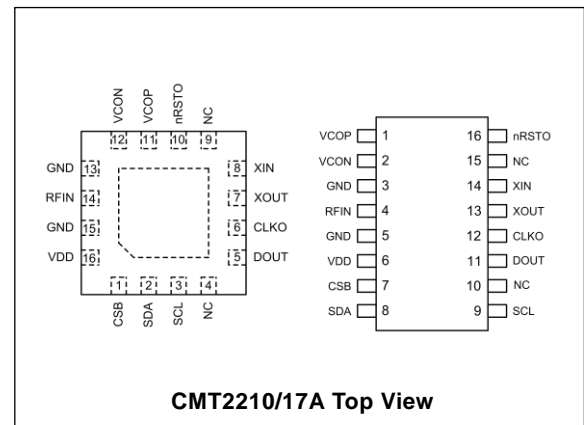 VCON VCOP nRSTO NC
12 11 10 9
GND 13
RFIN 14
GND 15
VDD 16
8 XIN
7 XOUT
6 CLKO
5 DOUT
1 2 3 4
CSB SDA SCL NC
VCOP 1 16 nRSTO
VCON 2 15 NC
GND 3 14 XIN
RFIN 4 13 XOUT
GND 5 12 CLKO
VDD 6 11 DOUT
CSB 7 10 NC
SDA 8 9 SCL
CMT2210/17A Top View